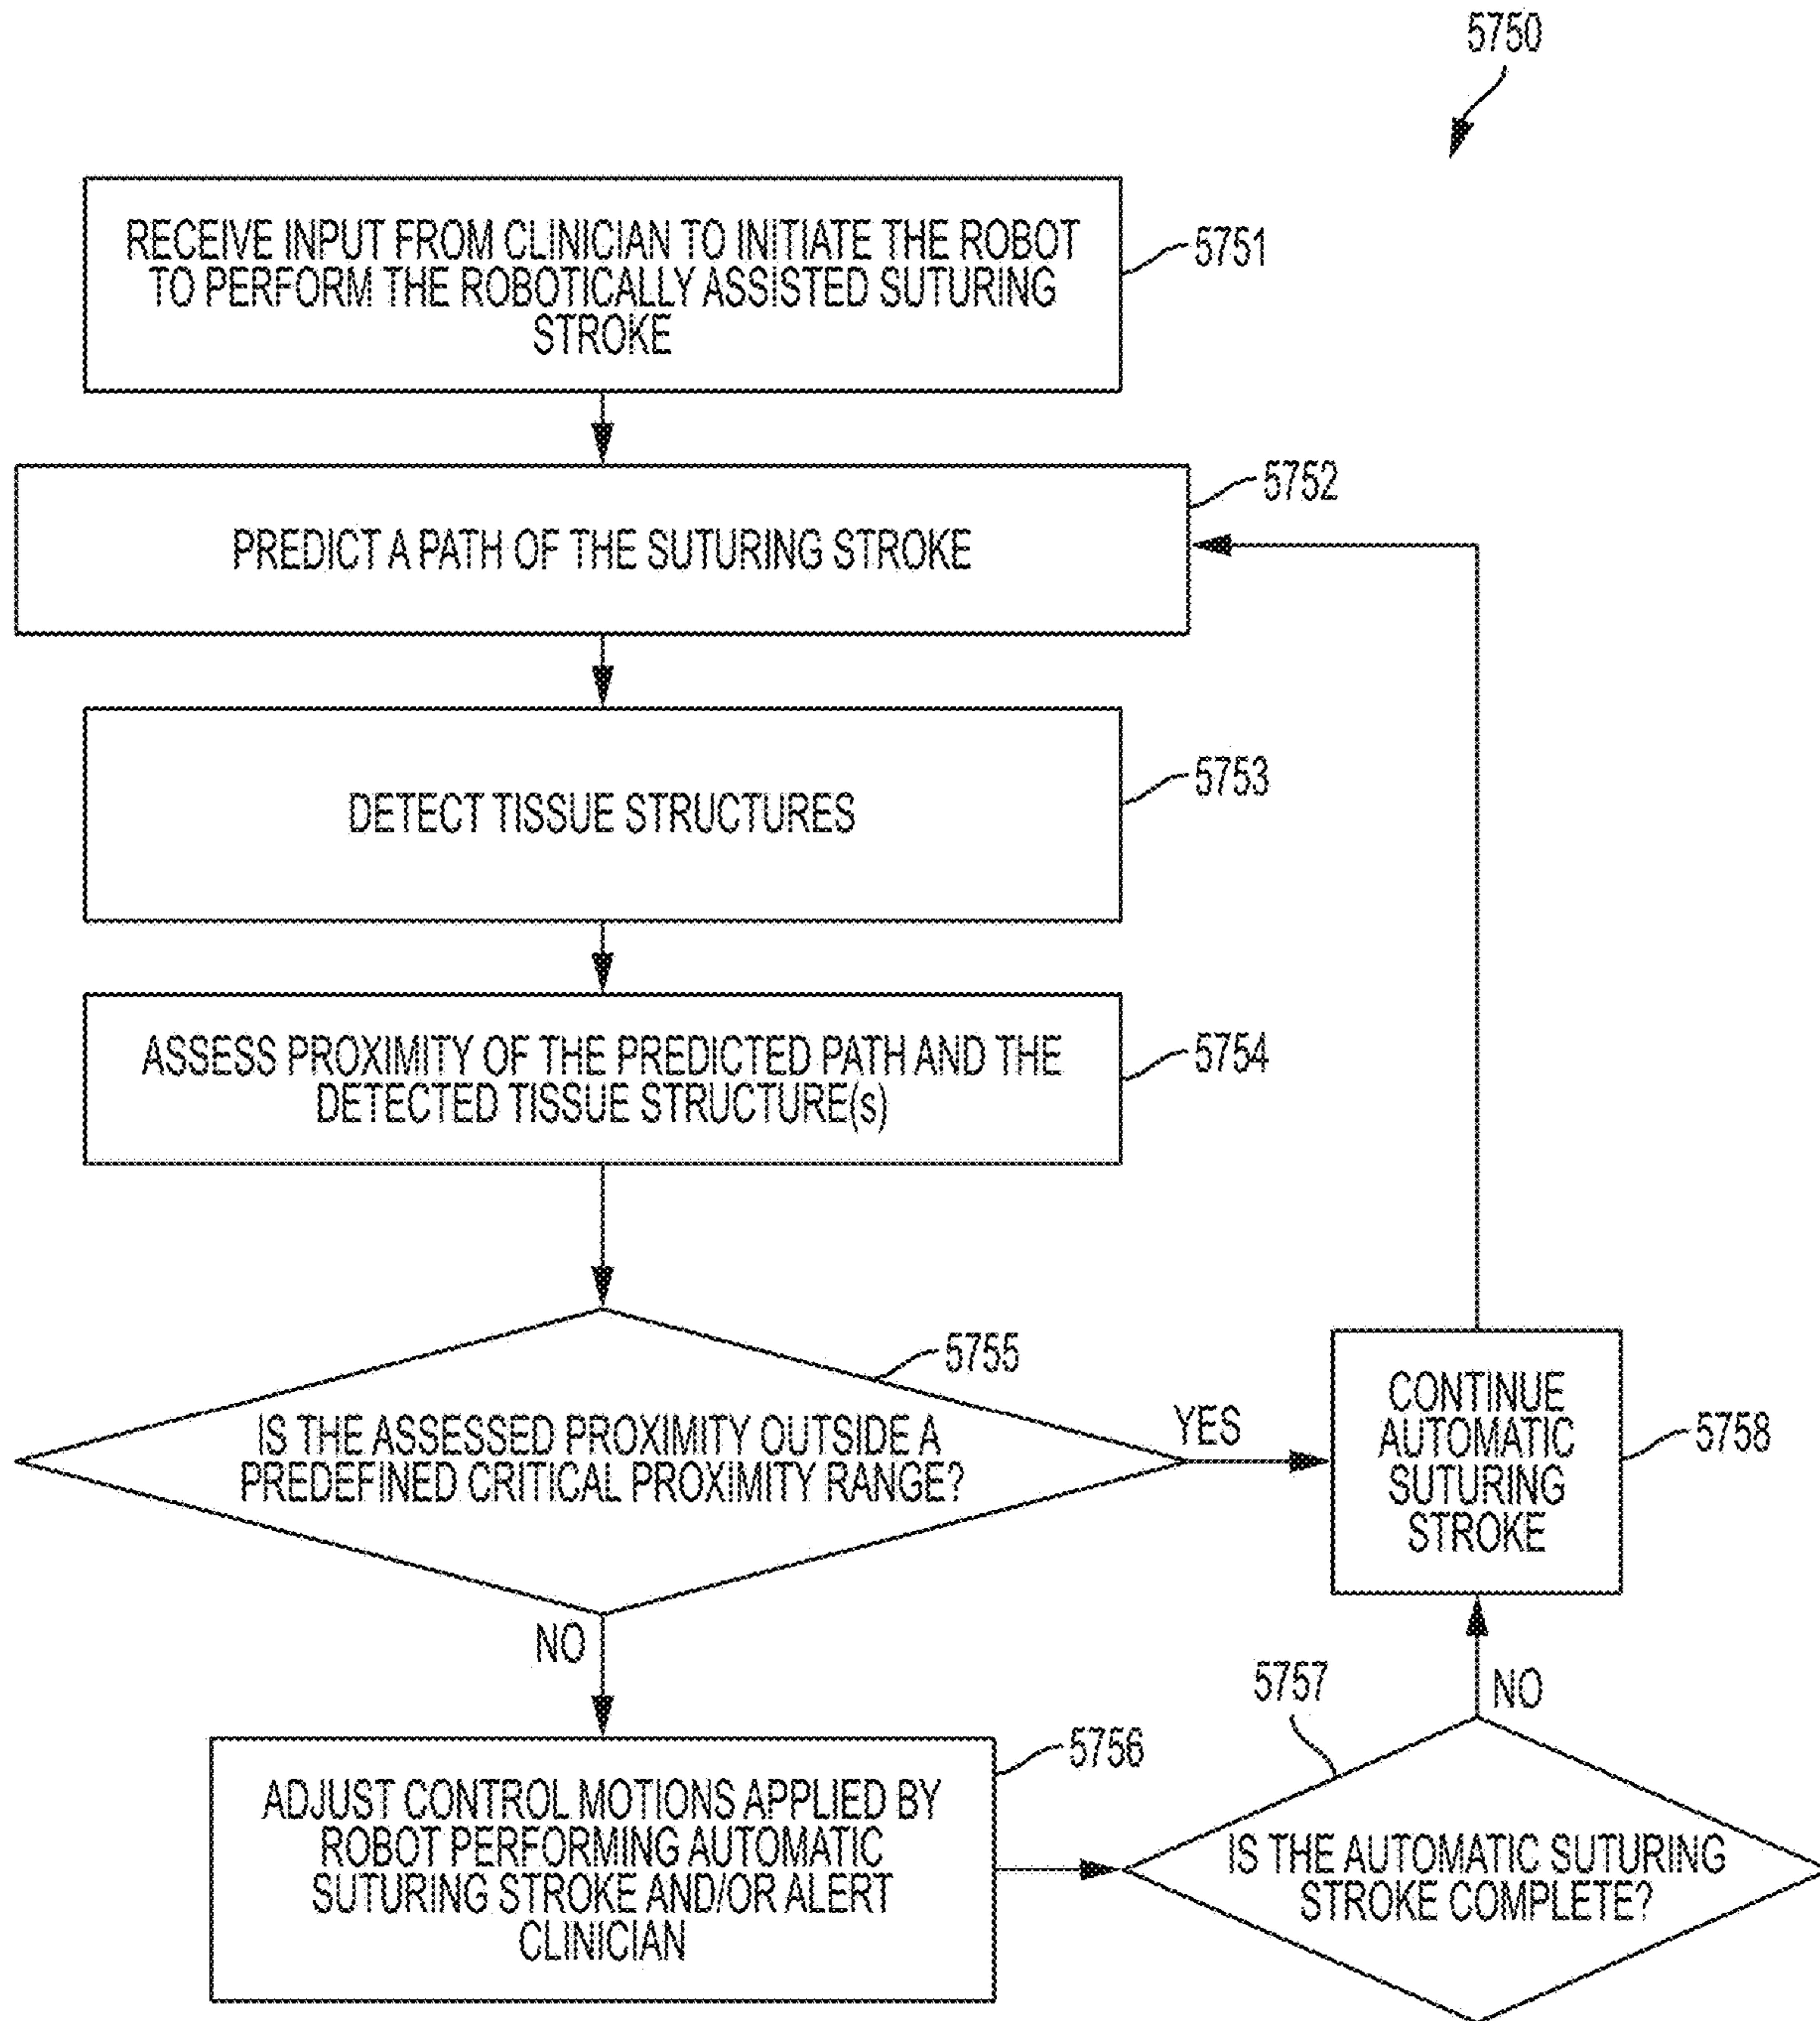 5750
RECEIVE INPUT FROM CLINICIAN TO INITIATE THE ROBOT
TO PERFORM THE ROBOTICALLY ASSISTED SUTURING
STROKE
5751
5752
PREDICT A PATH OF THE SUTURING STROKE
DETECT TISSUE STRUCTURES
5753
ASSESS PROXIMITY OF THE PREDICTED PATH AND THE
DETECTED TISSUE STRUCTURE(s)
5754
5755
IS THE ASSESSED PROXIMITY OUTSIDE A
PREDEFINED CRITICAL PROXIMITY RANGE?
YES
CONTINUE
AUTOMATIC
SUTURING
STROKE
5758
NO
5756
ADJUST CONTROL MOTIONS APPLIED BY
ROBOT PERFORMING AUTOMATIC
SUTURING STROKE AND/OR ALERT
CLINICIAN
5757
NO
IS THE AUTOMATIC SUTURING
STROKE COMPLETE?